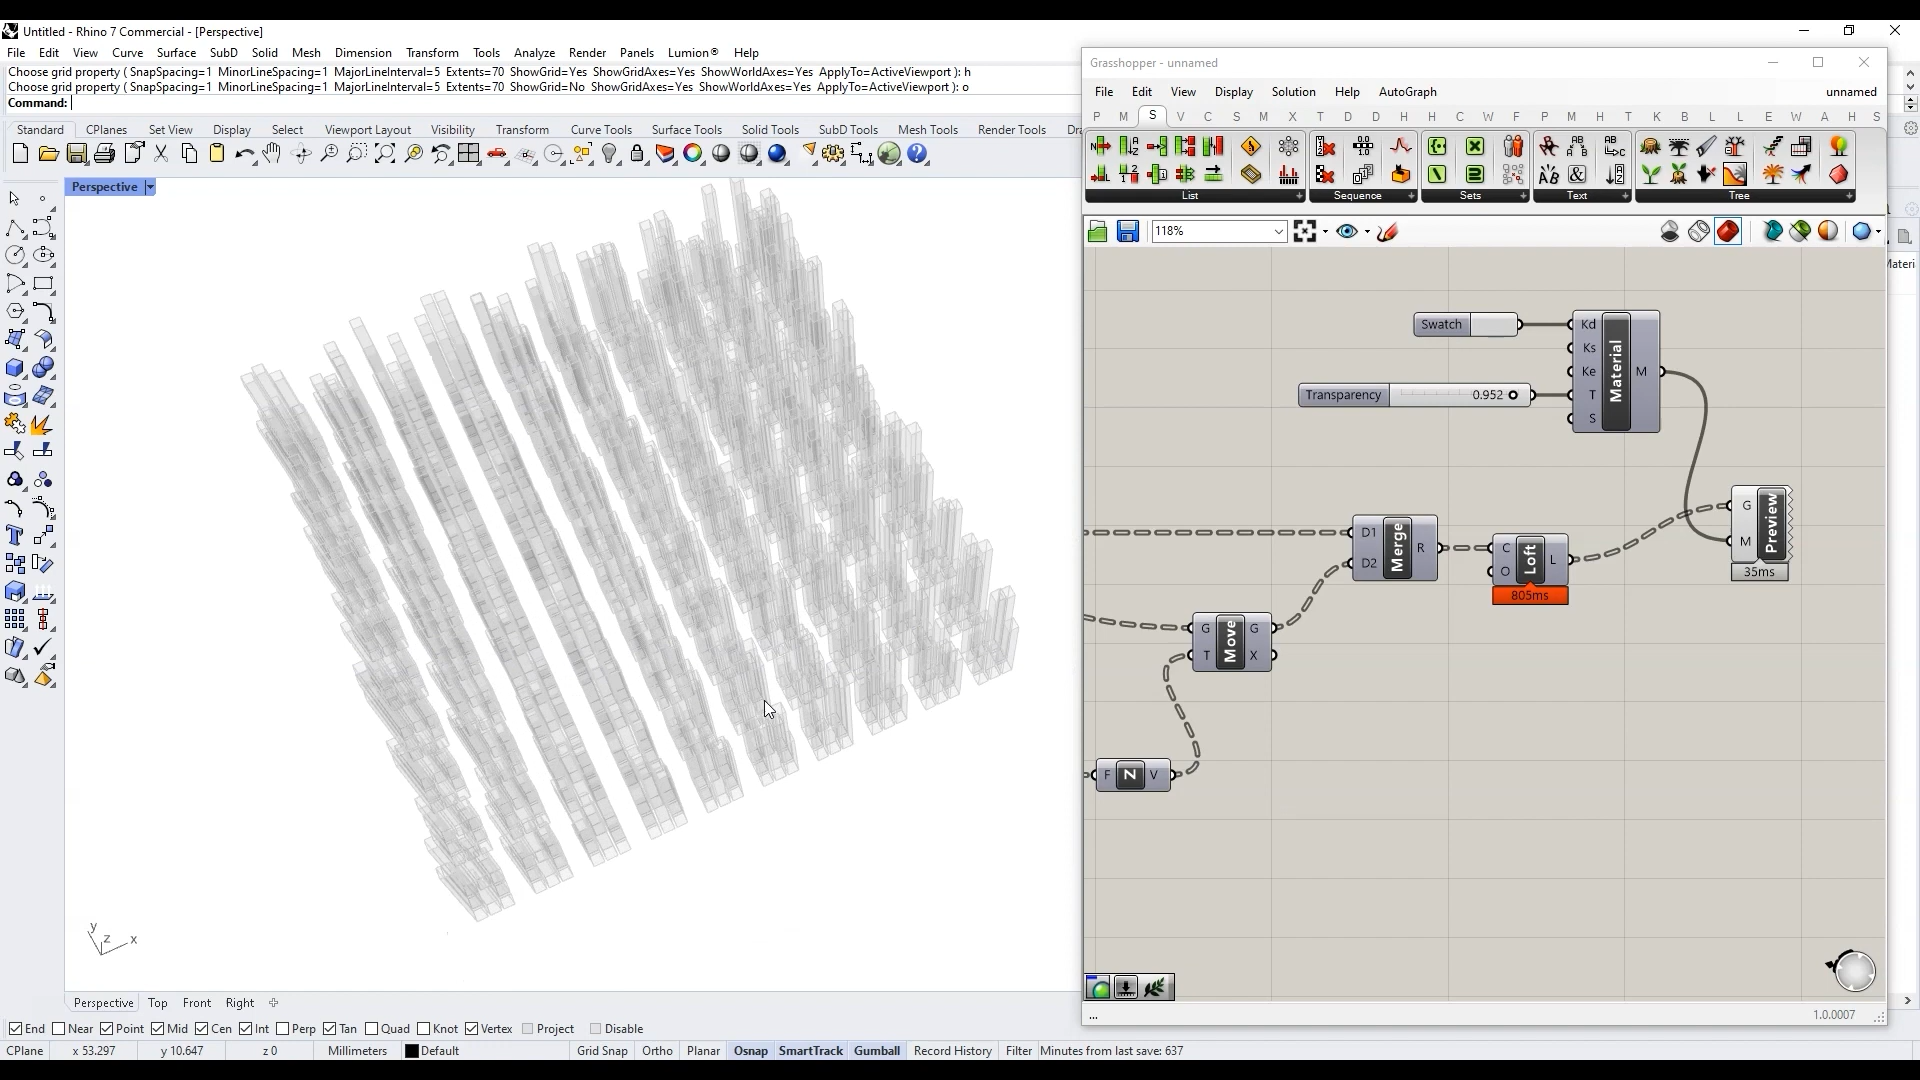 Untitled - Rhino 7 Commercial - [Perspective]
File Edit View Curve Surface SubD Solid Mesh Dimension Transform Tools Analyze Render Panels Lumion® Help
Choose grid property ( SnapSpacing=1 MinorLineSpacing=1 MajorLineInterval=5 Extents=70 ShowGrid=Yes ShowGridAxes=Yes ShowWorldAxes=Yes ApplyTo=ActiveViewport ): h
Choose grid property ( SnapSpacing=1 MinorLineSpacing=1 MajorLineInterval=5 Extents=70 ShowGrid=No ShowGridAxes=Yes ShowWorldAxes=Yes ApplyTo=ActiveViewport ): o
Command:
Standard CPlanes Set View Display Select Viewport Layout Visibility Transform Curve Tools Surface Tools Solid Tools SubD Tools Mesh Tools Render Tools Dra
Perspective
y
z x
Perspective Top Front Right
End Near Point Mid Cen Int Perp Tan Quad Knot Vertex Project Disable
CPlane x 53.297 y 10.647 z 0 Millimeters Default Grid Snap Ortho Planar Osnap SmartTrack Gumball Record History Filter Minutes from last save: 637
Grasshopper - unnamed
File Edit View Display Solution Help AutoGraph unnamed
P M S V C S M X T D D H H C W F P M H T K B L L E W A H S
List Sequence Sets Text Tree
118%
Materi
Swatch
Kd
Ks
Ke
T
S
Material
M
Transparency 0.952
D1
D2
Merge
R
C
O
Loft
L
805ms
G
M
Preview
35ms
G
T
Move
G
X
F N V
...
1.0.0007